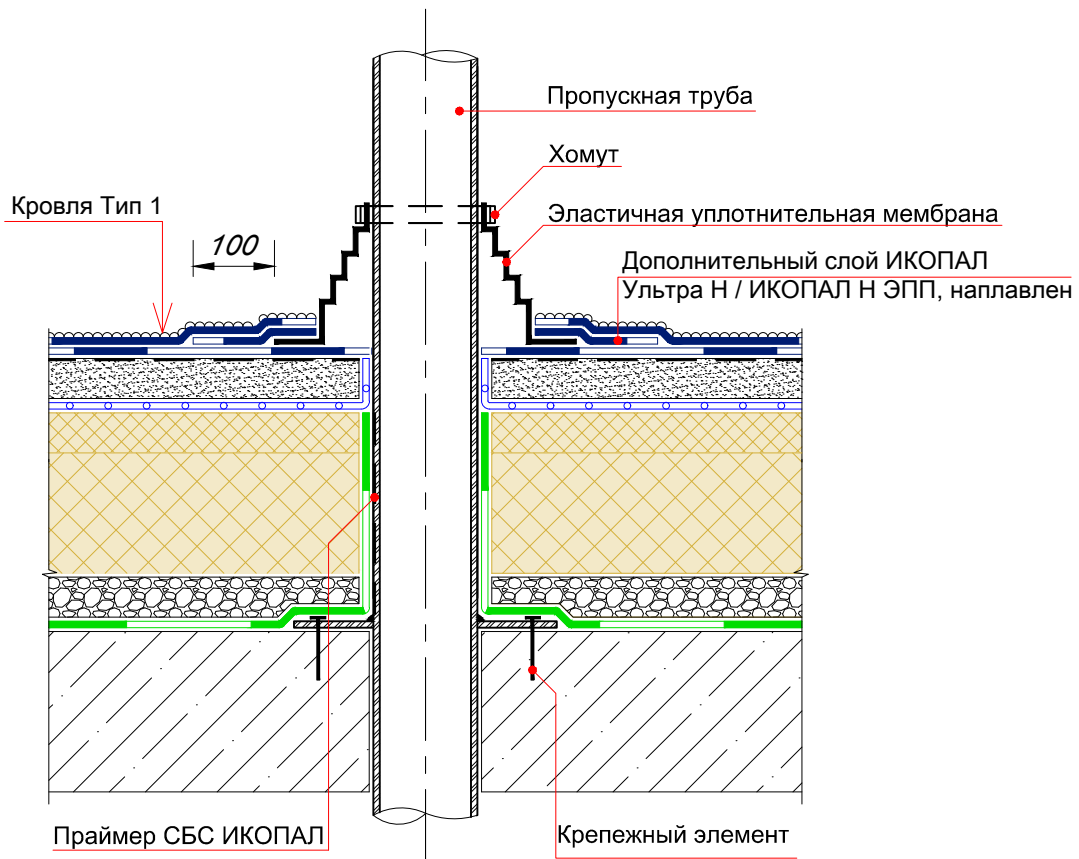 Пропускная труба
Хомут
Кровля Тип 1
Эластичная уплотнительная мембрана
100
Дополнительный слой ИКОПАЛ
Ультра Н / ИКОПАЛ Н ЭПП, наплавлен
Праймер СБС ИКОПАЛ
Крепежный элемент